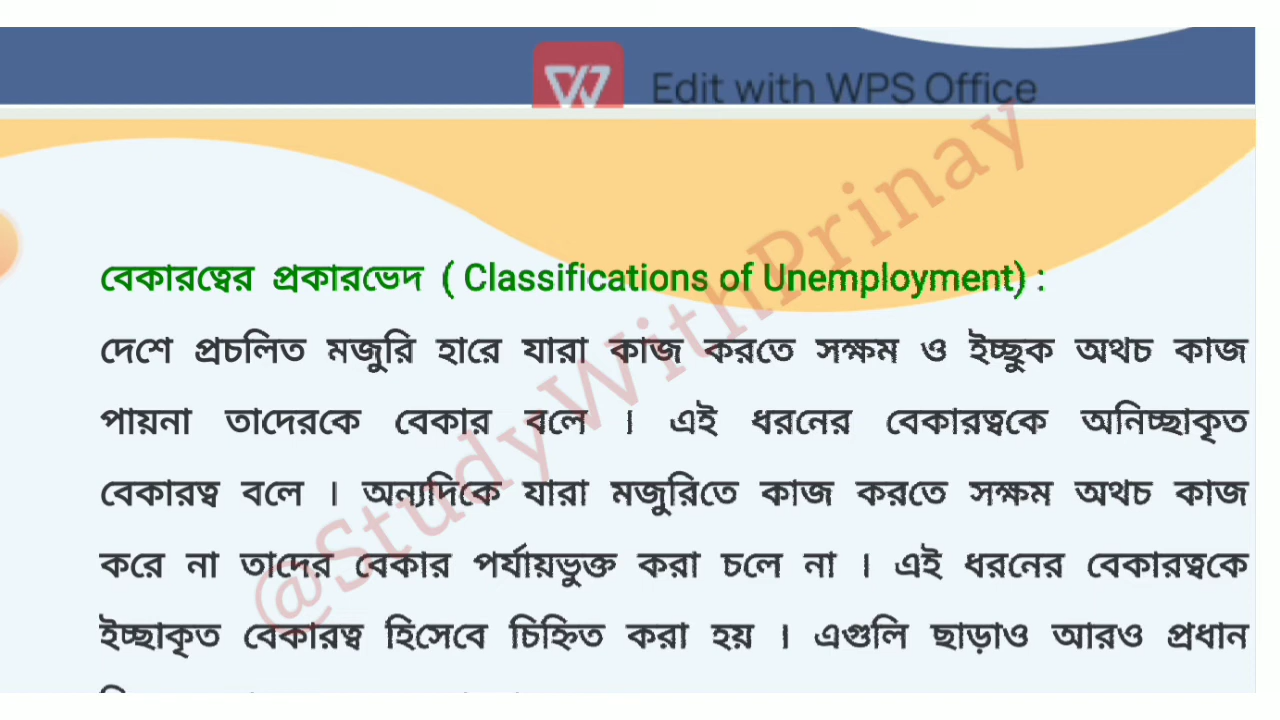 Edit with WPS Office
বেকারত্বের প্রকারভেদ ( Classifications of Unemployment) :
দেশে প্রচলিত মজুরি হারে যারা কাজ করতে সক্ষম ও ইচ্ছুক অথচ কাজ
পায়না তাদেরকে বেকার বলে । এই ধরনের বেকারত্বকে অনিচ্ছাকৃত
বেকারত্ব বলে । অন্যদিকে যারা মজুরিতে কাজ করতে সক্ষম অথচ কাজ
করে না তাদের বেকার পর্যায়ভুক্ত করা চলে না । এই ধরনের বেকারত্বকে
ইচ্ছাকৃত বেকারত্ব হিসেবে চিহ্নিত করা হয় । এগুলি ছাড়াও আরও প্রধান
@StudyWithPrinay